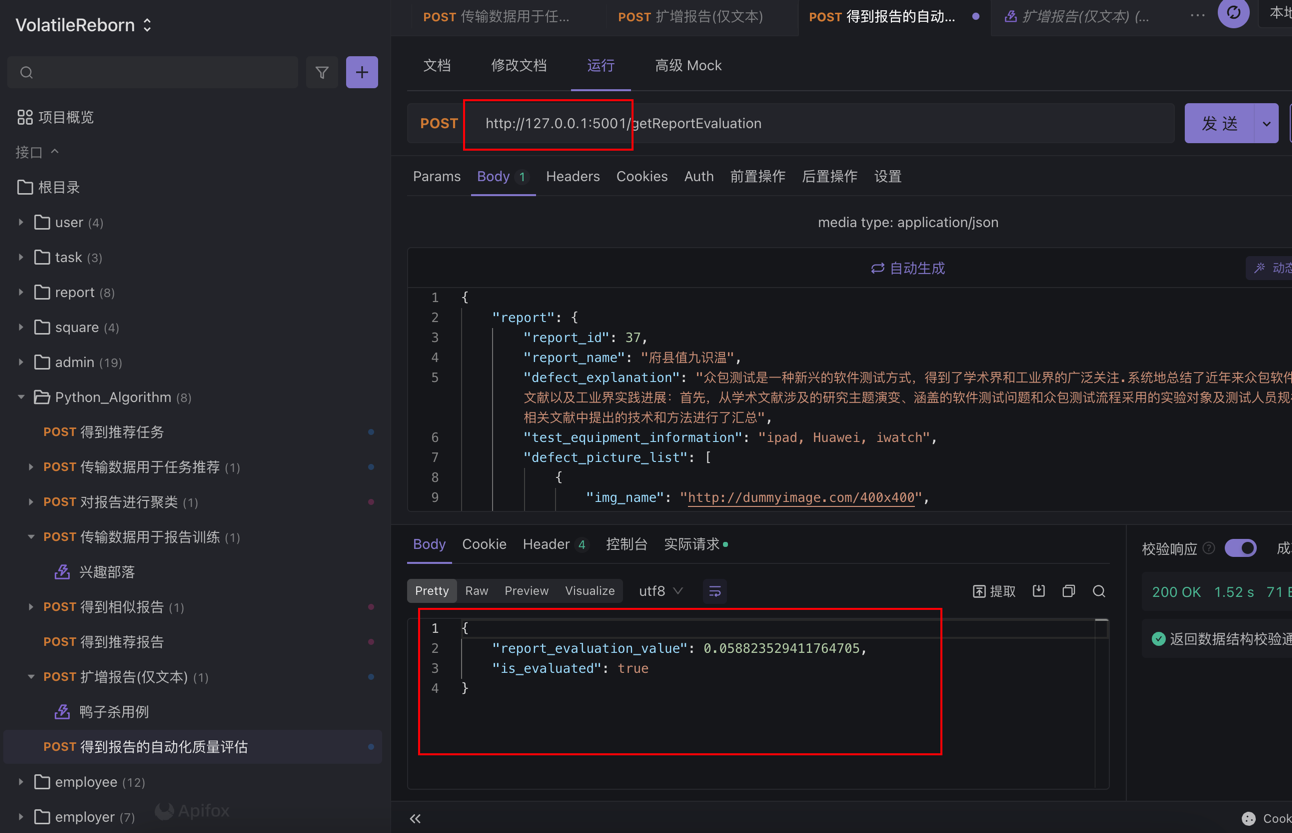 VolatileReborn
项目概览
接口
根目录
user (4)
task (3)
report (8)
square (4)
admin (19)
Python_Algorithm (8)
POST 得到推荐任务
POST 传输数据用于任务推荐 (1)
POST 对报告进行聚类 (1)
POST 传输数据用于报告训练 (1)
兴趣部落
POST 得到相似报告 (1)
POST 得到推荐报告
POST 扩增报告(仅文本) (1)
鸭子杀用例
POST 得到报告的自动化质量评估
employee (12)
employer (7)
Apifox
POST 传输数据用于任... POST 扩增报告(仅文本) POST 得到报告的自动... 扩增报告(仅文本) (... ... 本地
文档 修改文档 运行 高级 Mock
POST http://127.0.0.1:5001/getReportEvaluation 发 送
Params Body 1 Headers Cookies Auth 前置操作 后置操作 设置
media type: application/json
自动生成 动态
1 {
2 "report": {
3 "report_id": 37,
4 "report_name": "府县值九识温",
5 "defect_explanation": "众包测试是一种新兴的软件测试方式，得到了学术界和工业界的广泛关注.系统地总结了近年来众包软件
文献以及工业界实践进展：首先，从学术文献涉及的研究主题演变、涵盖的软件测试问题和众包测试流程采用的实验对象及测试人员规
相关文献中提出的技术和方法进行了汇总",
6 "test_equipment_information": "ipad, Huawei, iwatch",
7 "defect_picture_list": [
8 {
9 "img_name": "http://dummyimage.com/400x400",
Body Cookie Header 4 控制台 实际请求
Pretty Raw Preview Visualize utf8 提取
1 {
2 "report_evaluation_value": 0.058823529411764705,
3 "is_evaluated": true
4 }
校验响应 成
200 OK 1.52 s 71 B
返回数据结构校验通
Cook